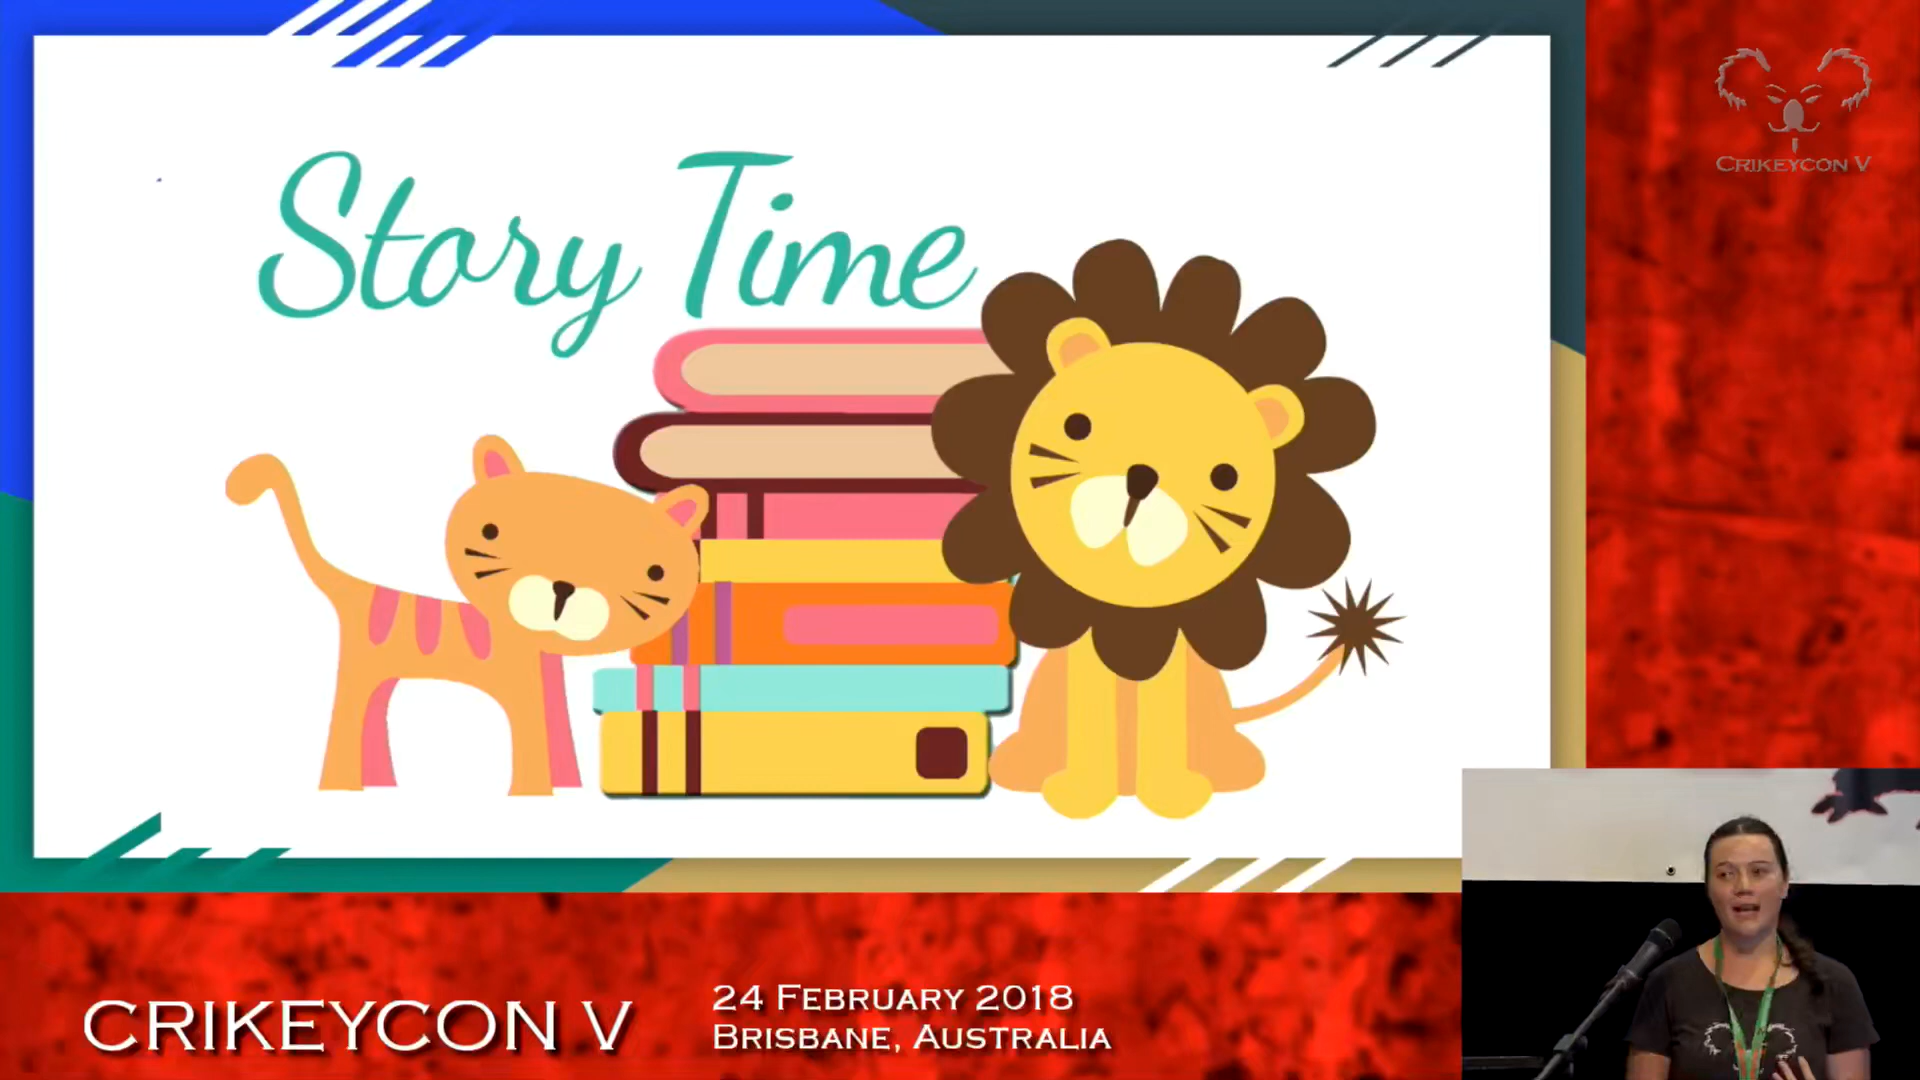 Story Time
CRIKEYCON V
CRIKEYCON V
24 FEBRUARY 2018
BRISBANE, AUSTRALIA